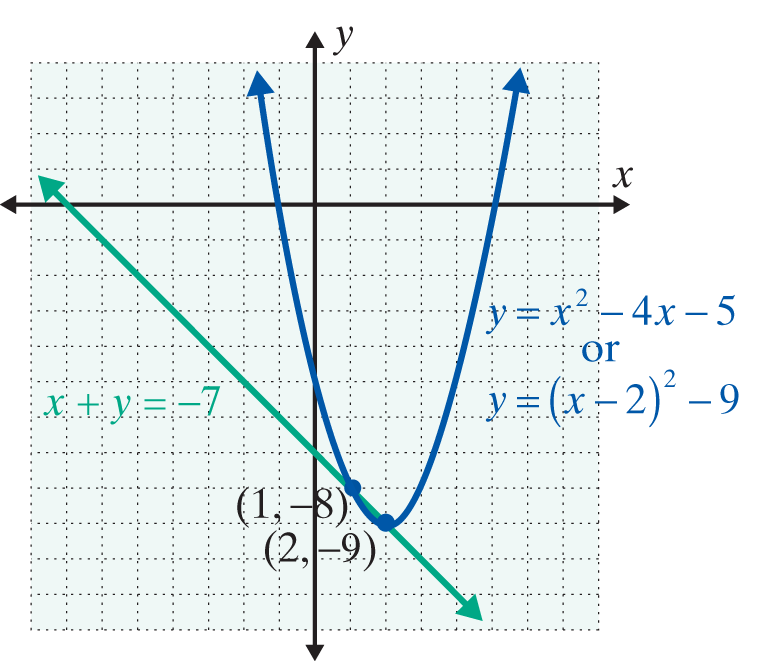 y
x
y = x² − 4x − 5
or
y = (x − 2)² − 9
x + y = −7
(1, −8)
(2, −9)